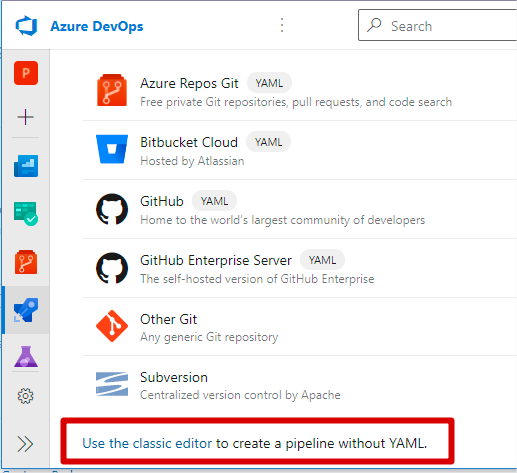 Azure DevOps
Search
P
Azure Repos Git YAML
Free private Git repositories, pull requests, and code search
Bitbucket Cloud YAML
Hosted by Atlassian
GitHub YAML
Home to the world's largest community of developers
GitHub Enterprise Server YAML
The self-hosted version of GitHub Enterprise
Other Git
Any generic Git repository
Subversion
Centralized version control by Apache
Use the classic editor to create a pipeline without YAML.